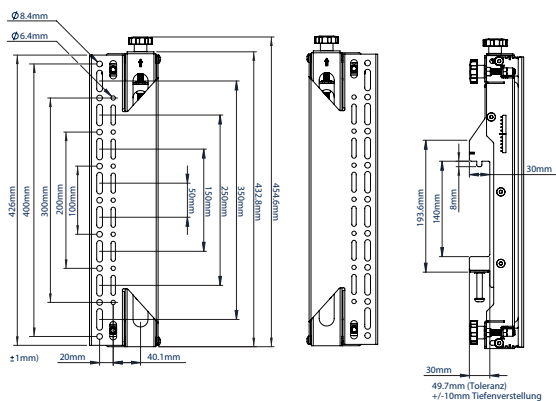 Ø8.4mm
Ø6.4mm
426mm
400mm
300mm
200mm
100mm
50mm
150mm
250mm
350mm
432.8mm
454.6mm
±1mm)
20mm
40.1mm
193.6mm
140mm
8mm
30mm
30mm
49.7mm (Toleranz)
+/-10mm Tiefenverstellung